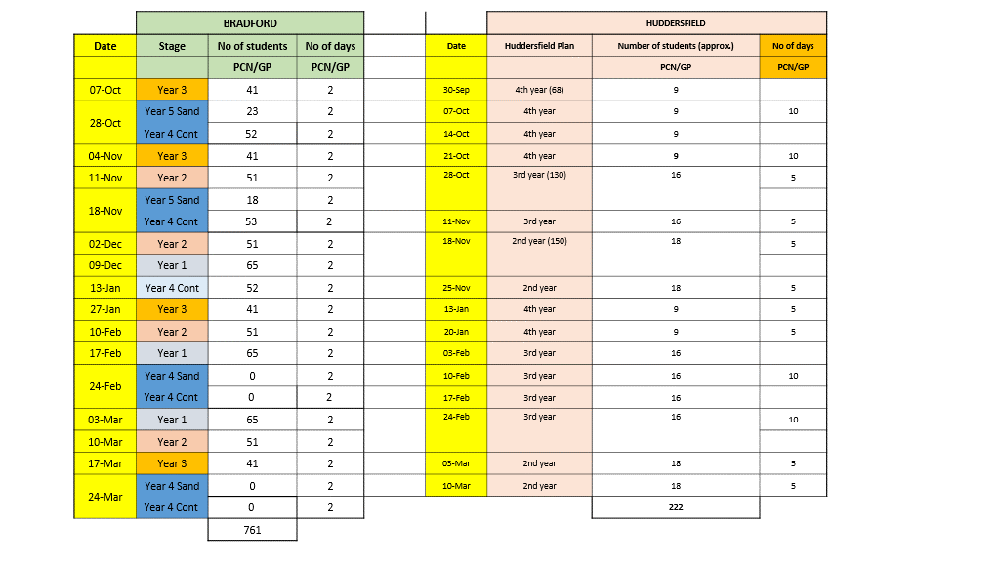 BRADFORD HUDDERSFIELD
Date Stage No of students No of days Date Huddersfield Plan Number of students (approx.) No of days
PCN/GP PCN/GP PCN/GP PCN/GP
07-Oct Year 3 41 2 30-Sep 4th year (68) 9
28-Oct Year 5 Sand 23 2 07-Oct 4th year 9 10
Year 4 Cont 52 2 14-Oct 4th year 9
04-Nov Year 3 41 2 21-Oct 4th year 9 10
11-Nov Year 2 51 2 28-Oct 3rd year (130) 16 5
18-Nov Year 5 Sand 18 2
Year 4 Cont 53 2 11-Nov 3rd year 16 5
02-Dec Year 2 51 2 18-Nov 2nd year (150) 18 5
09-Dec Year 1 65 2
13-Jan Year 4 Cont 52 2 25-Nov 2nd year 18 5
27-Jan Year 3 41 2 13-Jan 4th year 9 5
10-Feb Year 2 51 2 20-Jan 4th year 9 5
17-Feb Year 1 65 2 03-Feb 3rd year 16
24-Feb Year 4 Sand 0 2 10-Feb 3rd year 16 10
Year 4 Cont 0 2 17-Feb 3rd year 16
03-Mar Year 1 65 2 24-Feb 3rd year 16 10
10-Mar Year 2 51 2
17-Mar Year 3 41 2 03-Mar 2nd year 18 5
24-Mar Year 4 Sand 0 2 10-Mar 2nd year 18 5
Year 4 Cont 0 2 222
761